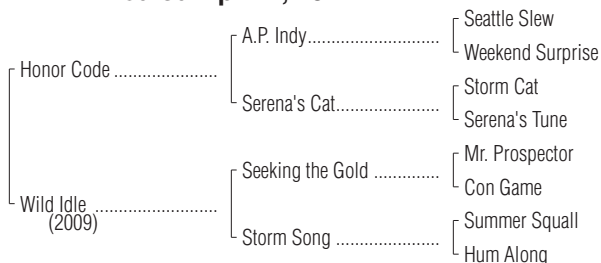 Seattle Slew
A.P. Indy
Weekend Surprise
Honor Code
Storm Cat
Serena's Cat
Serena's Tune
Mr. Prospector
Seeking the Gold
Con Game
Wild Idle
(2009)
Summer Squall
Storm Song
Hum Along